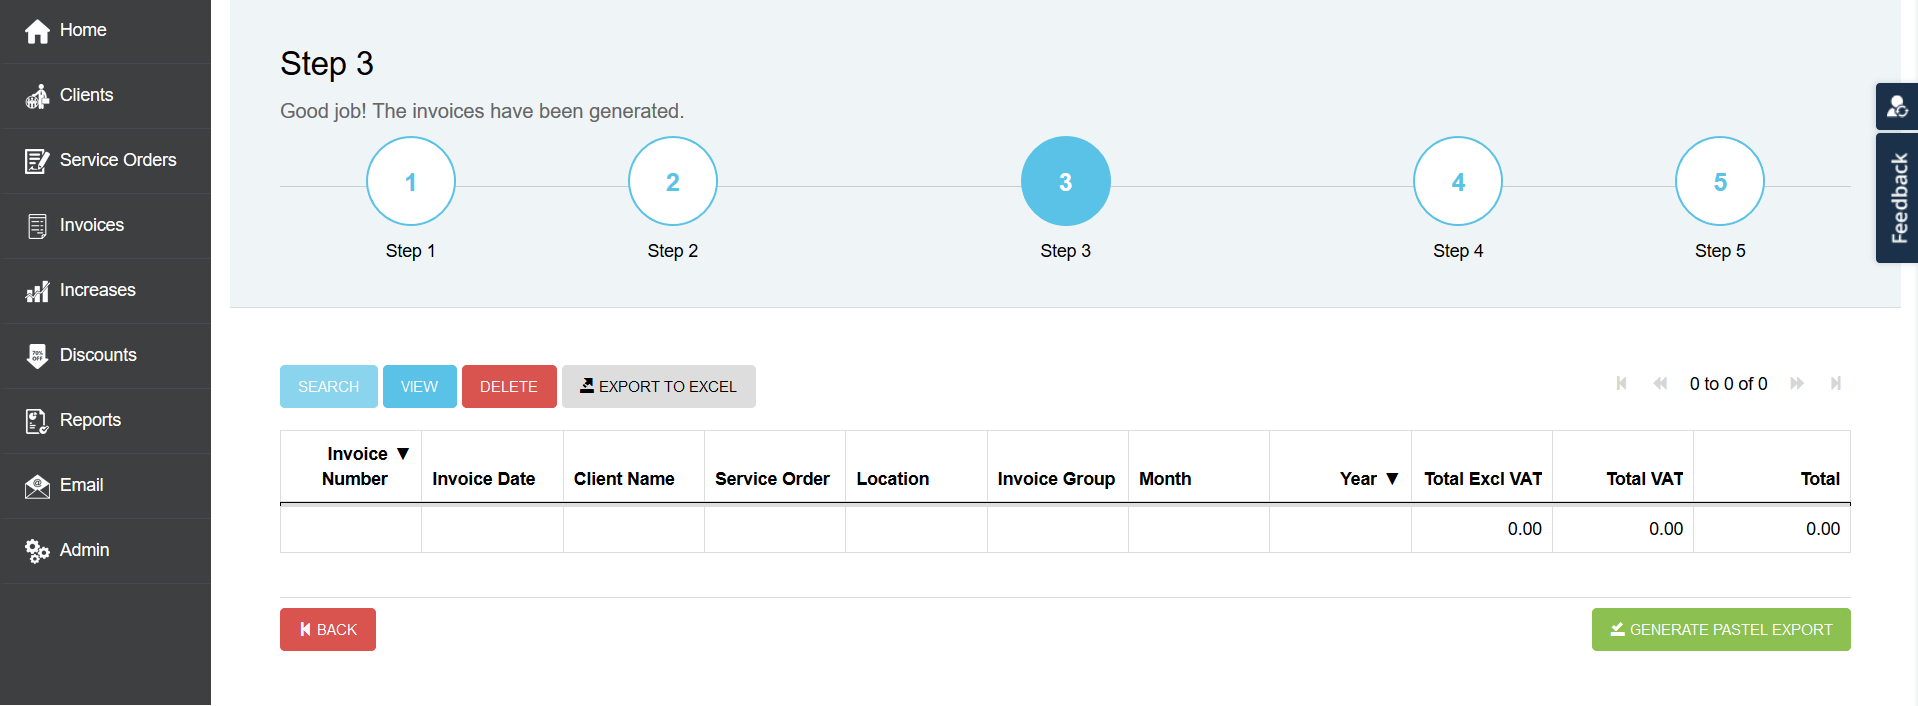 Home
Clients
Service Orders
Invoices
Increases
70% OFF
Discounts
Reports
Email
Admin
Step 3
Good job! The invoices have been generated.
1
2
3
4
5
Step 1
Step 2
Step 3
Step 4
Step 5
Feedback
SEARCH
VIEW
DELETE
EXPORT TO EXCEL
0 to 0 of 0
Invoice ▼
Number
Invoice Date
Client Name
Service Order
Location
Invoice Group
Month
Year ▼
Total Excl VAT
Total VAT
Total
0.00
0.00
0.00
BACK
GENERATE PASTEL EXPORT